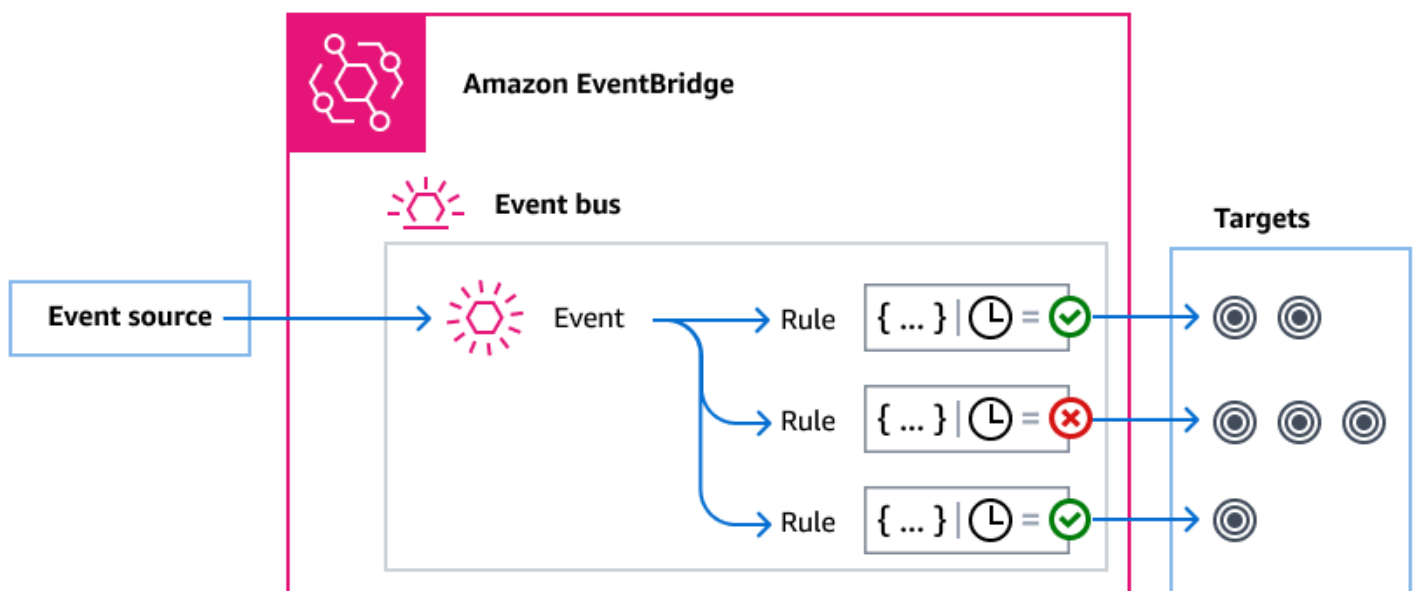 Amazon EventBridge
Event bus
Targets
Event source
Event
Rule { ... } | =
Rule { ... } | =
Rule { ... } | =